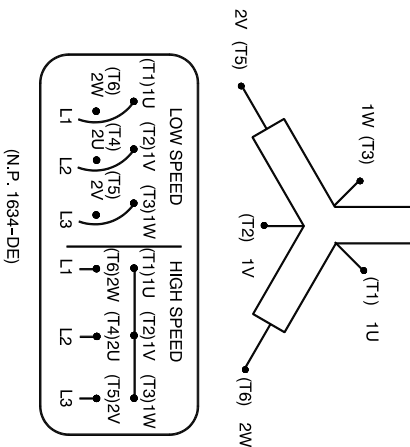 2V (T5)
1W (T3)
(T2) 1V
(T1) 1U
(T6) 2W
LOW SPEED
(T1)1U (T2)1V (T3)1W
(T6) (T4) (T5)
2W 2U 2V
L1 L2 L3
HIGH SPEED
(T1)1U (T2)1V (T3)1W
(T6)2W (T4)2U (T5)2V
L1 L2 L3
(N.P. 1634-DE)